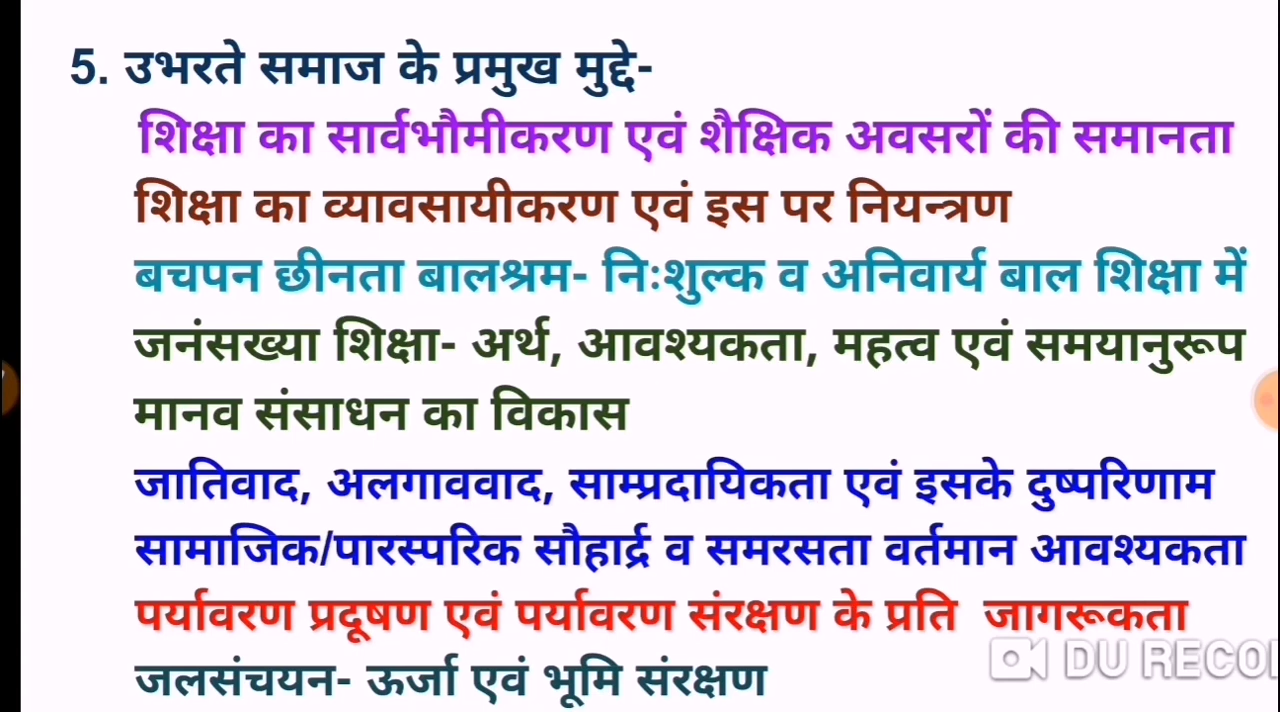 5. उभरते समाज के प्रमुख मुद्दे-
शिक्षा का सार्वभौमीकरण एवं शैक्षिक अवसरों की समानता
शिक्षा का व्यावसायीकरण एवं इस पर नियन्त्रण
बचपन छीनता बालश्रम- निःशुल्क व अनिवार्य बाल शिक्षा में
जनंसख्या शिक्षा- अर्थ, आवश्यकता, महत्व एवं समयानुरूप
मानव संसाधन का विकास
जातिवाद, अलगाववाद, साम्प्रदायिकता एवं इसके दुष्परिणाम
सामाजिक/पारस्परिक सौहार्द्र व समरसता वर्तमान आवश्यकता
पर्यावरण प्रदूषण एवं पर्यावरण संरक्षण के प्रति जागरूकता
DU RECO
जलसंचयन- ऊर्जा एवं भूमि संरक्षण